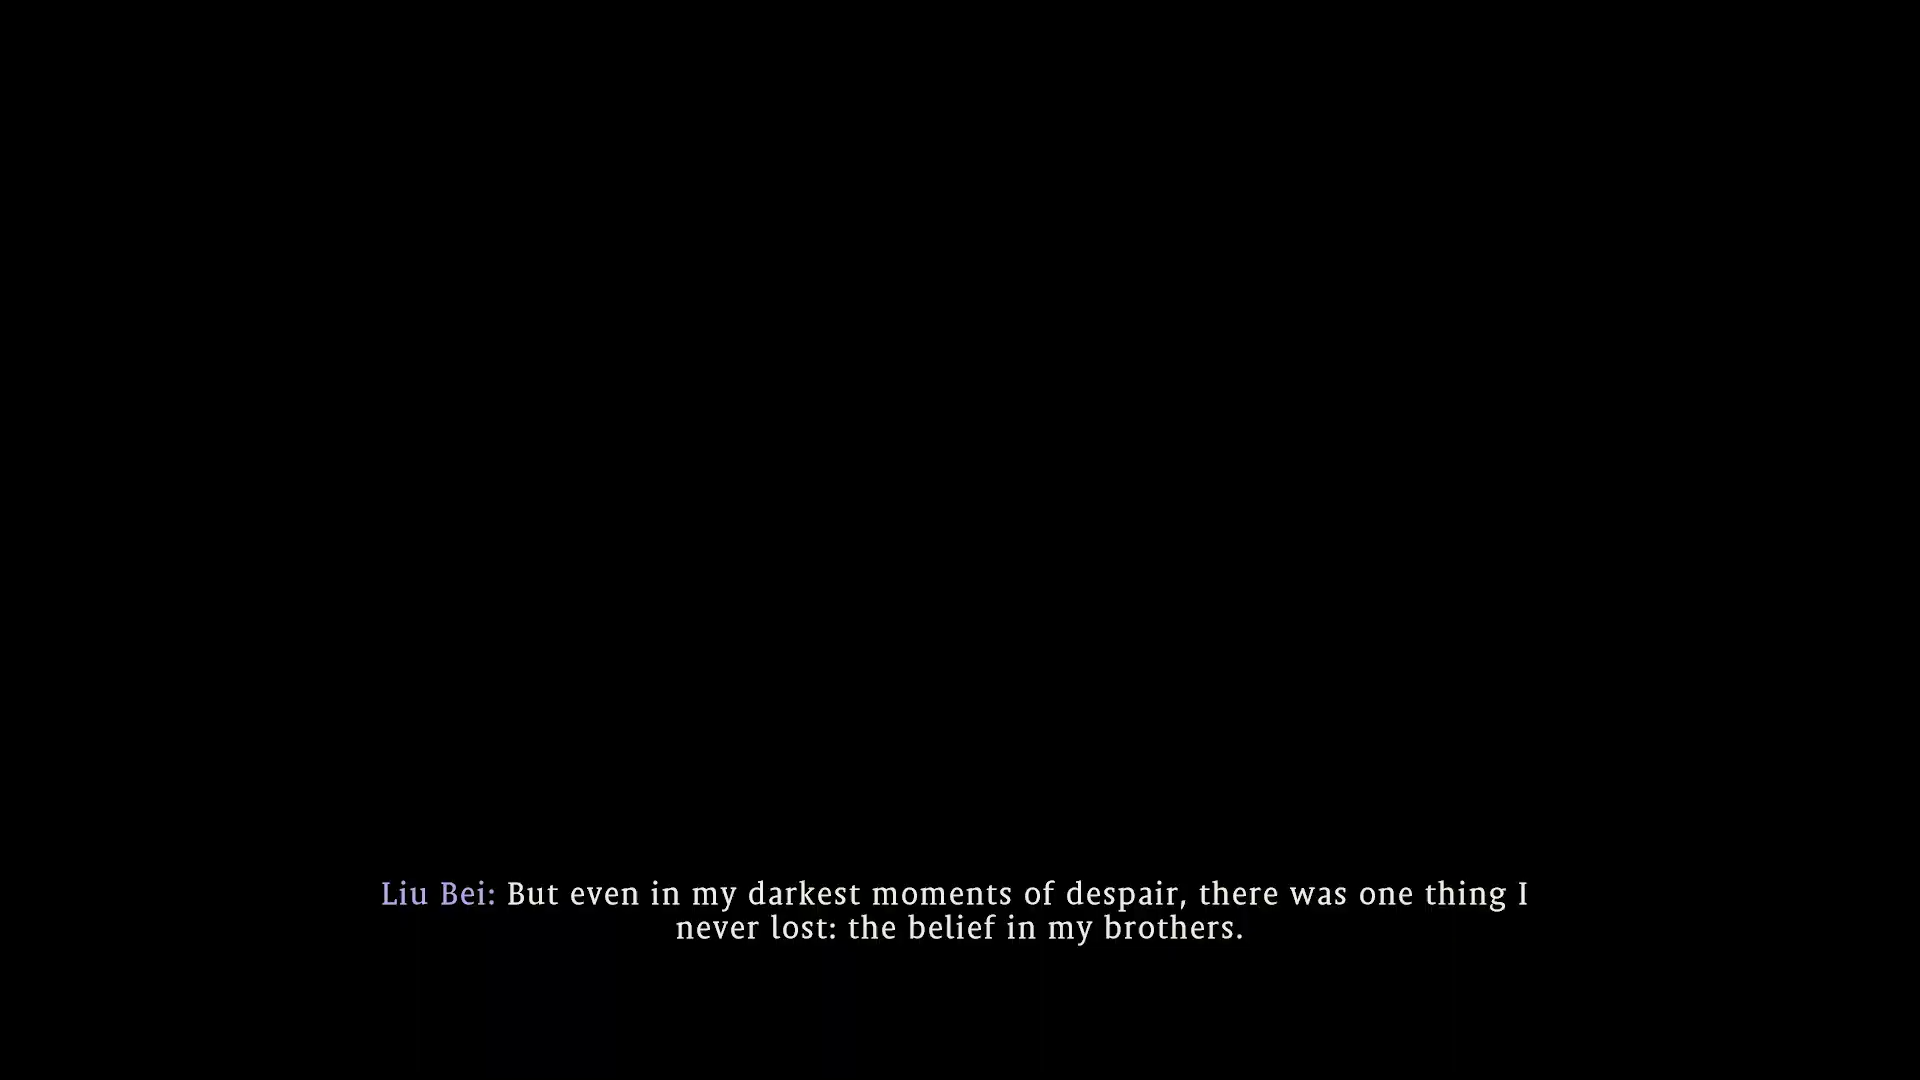 Liu Bei: But even in my darkest moments of despair, there was one thing I
never lost: the belief in my brothers.